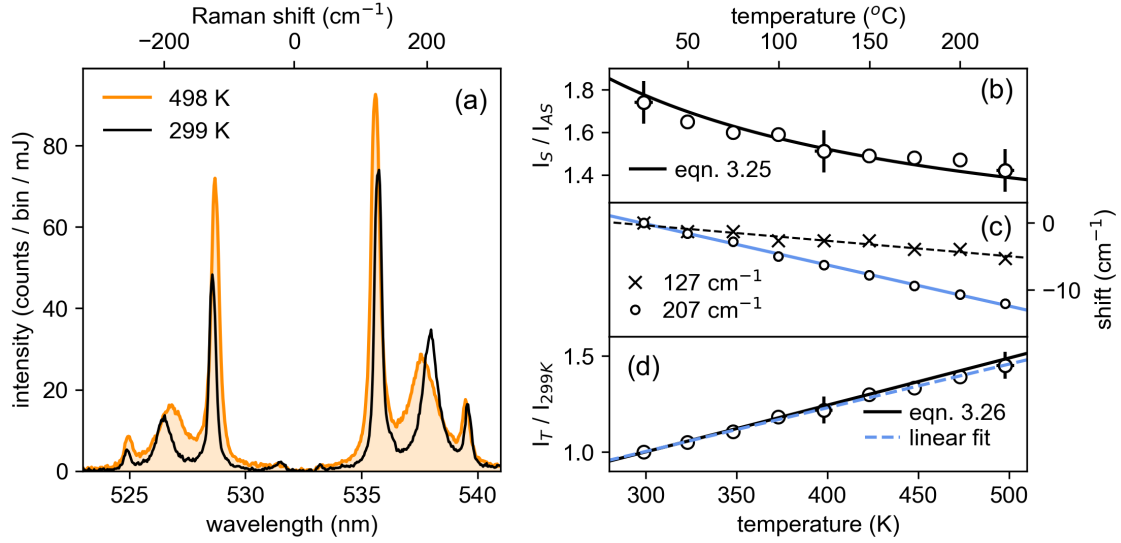 Raman shift (cm⁻¹)
−200 0 200
(a)
498 K
299 K
intensity (counts / bin / mJ)
80
60
40
20
0
525 530 535 540
wavelength (nm)
temperature (°C)
50 100 150 200
(b)
I_S / I_AS
1.8
1.6
1.4
eqn. 3.25
(c)
127 cm⁻¹
207 cm⁻¹
0
−10
shift (cm⁻¹)
(d)
I_T / I_299K
1.5
1.0
eqn. 3.26
linear fit
300 350 400 450 500
temperature (K)